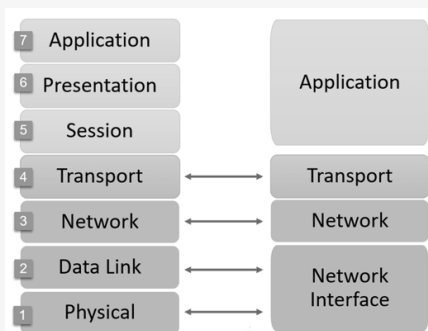 7 Application
6 Presentation
5 Session
4 Transport
3 Network
2 Data Link
1 Physical
Application
Transport
Network
Network
Interface